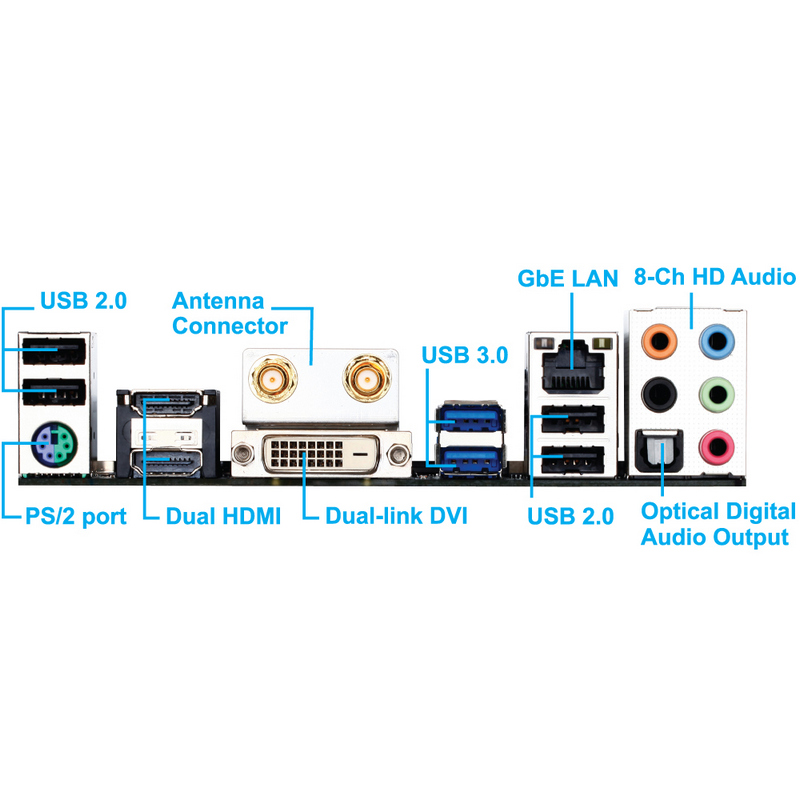 GbE LAN
8-Ch HD Audio
USB 2.0
Antenna
Connector
USB 3.0
PS/2 port
Dual HDMI
Dual-link DVI
USB 2.0
Optical Digital
Audio Output